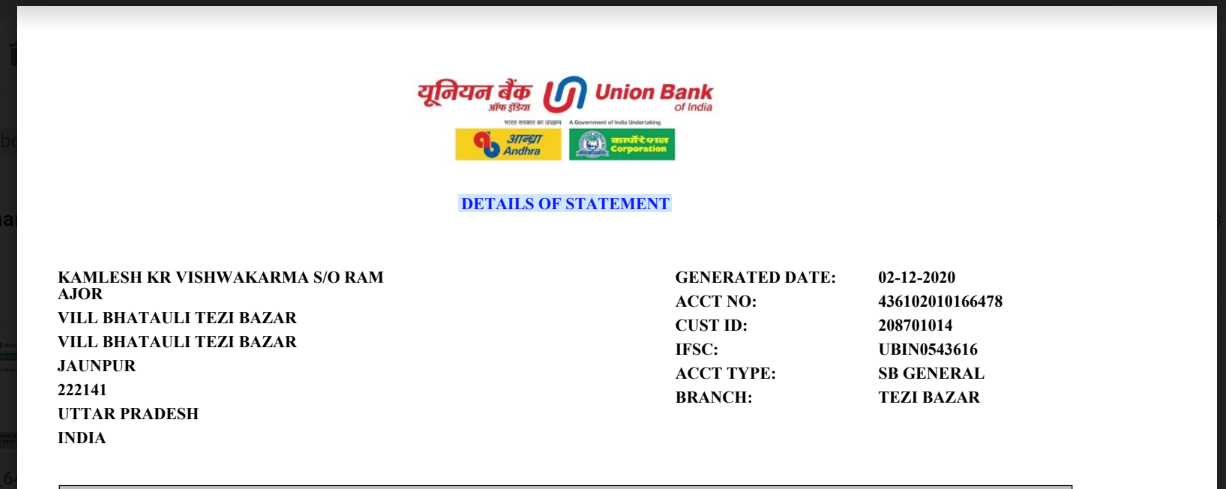 यूनियन बैंक Union Bank
ऑफ इंडिया of India
भारत सरकार का उपक्रम A Government of India Undertaking
आन्ध्रा Andhra
कार्पोरेशन Corporation
DETAILS OF STATEMENT
KAMLESH KR VISHWAKARMA S/O RAM
AJOR
VILL BHATAULI TEZI BAZAR
VILL BHATAULI TEZI BAZAR
JAUNPUR
222141
UTTAR PRADESH
INDIA
GENERATED DATE: 02-12-2020
ACCT NO: 436102010166478
CUST ID: 208701014
IFSC: UBIN0543616
ACCT TYPE: SB GENERAL
BRANCH: TEZI BAZAR